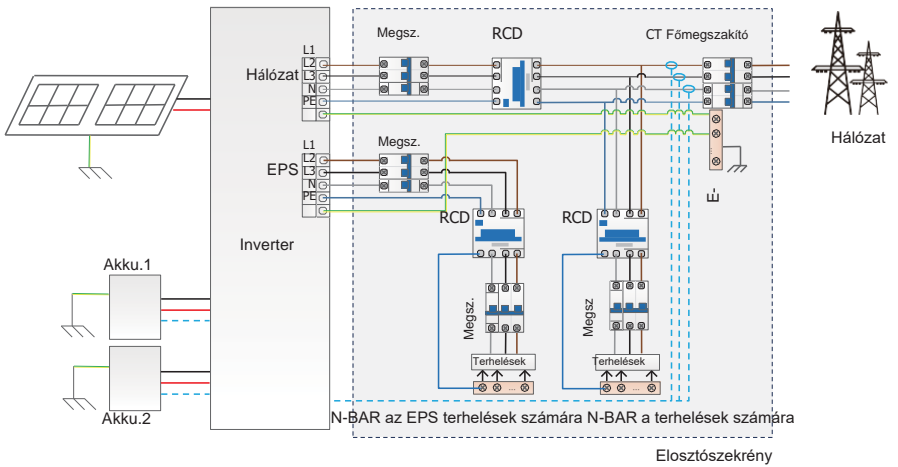 Megsz.
RCD
CT Főmegszakító
L1
L2
Hálózat
L3
N
PE
Hálózat
L1
Megsz.
L2
EPS
L3
N
PE
RCD
RCD
E-
Inverter
Akku.1
Megsz.
Megsz
Terhelések
...
Terhelések
...
Akku.2
N-BAR az EPS terhelések számára N-BAR a terhelések számára
Elosztószekrény